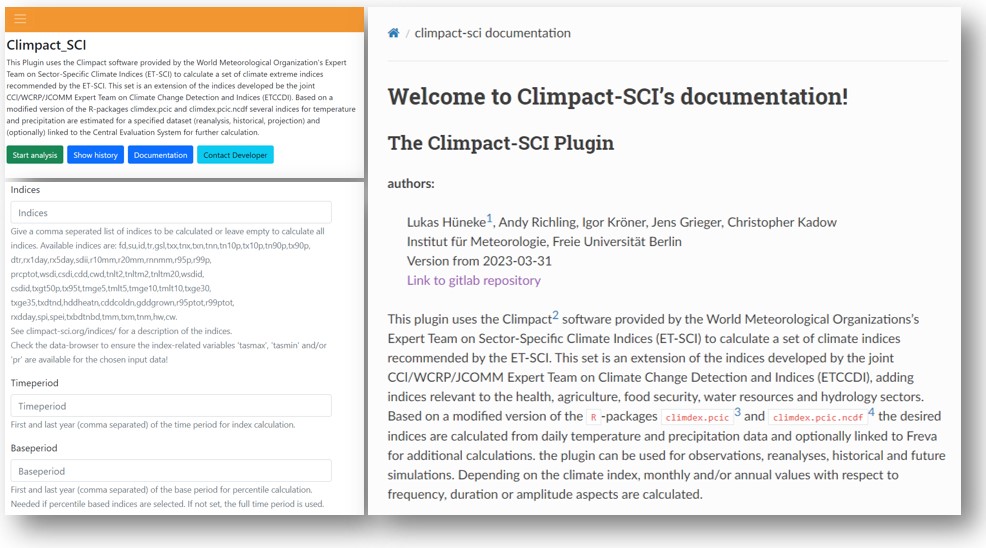 Climpact_SCI
This Plugin uses the Climpact software provided by the World Meteorological Organization's Expert
Team on Sector-Specific Climate Indices (ET-SCI) to calculate a set of climate extreme indices
recommended by the ET-SCI. This set is an extension of the indices developed be the joint
CCl/WCRP/JCOMM Expert Team on Climate Change Detection and Indices (ETCCDI). Based on a
modified version of the R-packages climdex.pcic and climdex.pcic.ncdf several indices for temperature
and precipitation are estimated for a specified dataset (reanalysis, historical, projection) and
(optionally) linked to the Central Evaluation System for further calculation.
Start analysis Show history Documentation Contact Developer
Indices
Indices
Give a comma seperated list of indices to be calculated or leave empty to calculate all
indices. Available indices are: fd,su,id,tr,gsl,txx,tnx,txn,tnn,tn10p,tx10p,tn90p,tx90p,
dtr,rx1day,rx5day,sdii,r10mm,r20mm,rnnmm,r95p,r99p,
prcptot,wsdi,csdi,cdd,cwd,tnlt2,tnltm2,tnltm20,wsdid,
csdid,txgt50p,tx95t,tmge5,tmlt5,tmge10,tmlt10,txge30,
txge35,txdtnd,hddheatn,cddcoldn,gddgrown,r95ptot,r99ptot,
rxdday,spi,spei,txbdtnbd,tmm,txm,tnm,hw,cw.
See climpact-sci.org/indices/ for a description of the indices.
Check the data-browser to ensure the index-related variables 'tasmax', 'tasmin' and/or
'pr' are available for the chosen input data!
Timeperiod
Timeperiod
First and last year (comma separated) of the time period for index calculation.
Baseperiod
Baseperiod
First and last year (comma separated) of the base period for percentile calculation.
Needed if percentile based indices are selected. If not set, the full time period is used.
/ climpact-sci documentation
Welcome to Climpact-SCI's documentation!
The Climpact-SCI Plugin
authors:
Lukas Hüneke1, Andy Richling, Igor Kröner, Jens Grieger, Christopher Kadow
Institut für Meteorologie, Freie Universität Berlin
Version from 2023-03-31
Link to gitlab repository
This plugin uses the Climpact2 software provided by the World Meteorological Organizations's
Expert Team on Sector-Specific Climate Indices (ET-SCI) to calculate a set of climate indices
recommended by the ET-SCI. This set is an extension of the indices developed by the joint
CCl/WCRP/JCOMM Expert Team on Climate Change Detection and Indices (ETCCDI), adding
indices relevant to the health, agriculture, food security, water resources and hydrology sectors.
Based on a modified version of the R -packages climdex.pcic 3 and climdex.pcic.ncdf 4 the desired
indices are calculated from daily temperature and precipitation data and optionally linked to Freva
for additional calculations. the plugin can be used for observations, reanalyses, historical and future
simulations. Depending on the climate index, monthly and/or annual values with respect to
frequency, duration or amplitude aspects are calculated.